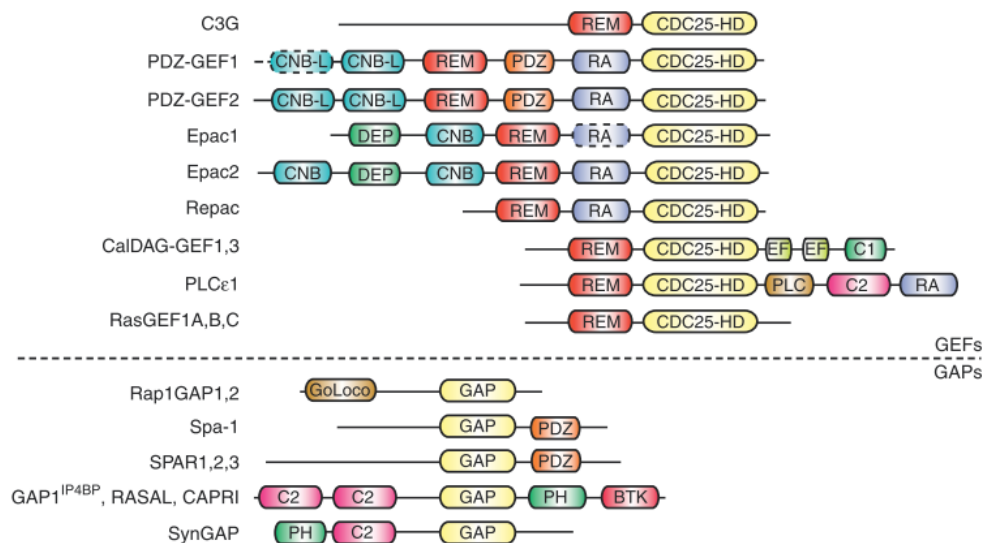 C3G REM CDC25-HD
PDZ-GEF1 CNB-L CNB-L REM PDZ RA CDC25-HD
PDZ-GEF2 CNB-L CNB-L REM PDZ RA CDC25-HD
Epac1 DEP CNB REM RA CDC25-HD
Epac2 CNB DEP CNB REM RA CDC25-HD
Repac REM RA CDC25-HD
CalDAG-GEF1,3 REM CDC25-HD EF EF C1
PLCε1 REM CDC25-HD PLC C2 RA
RasGEF1A,B,C REM CDC25-HD
GEFs
GAPs
Rap1GAP1,2 GoLoco GAP
Spa-1 GAP PDZ
SPAR1,2,3 GAP PDZ
GAP1^IP4BP, RASAL, CAPRI C2 C2 GAP PH BTK
SynGAP PH C2 GAP